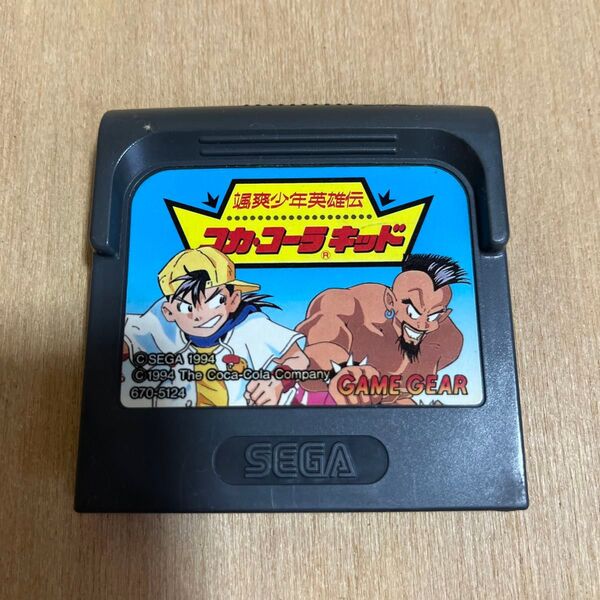 颯爽少年英雄伝
コカ・コーラキッド
®
© SEGA 1994
© 1994 The Coca-Cola Company
670-5124
GAME GEAR
SEGA